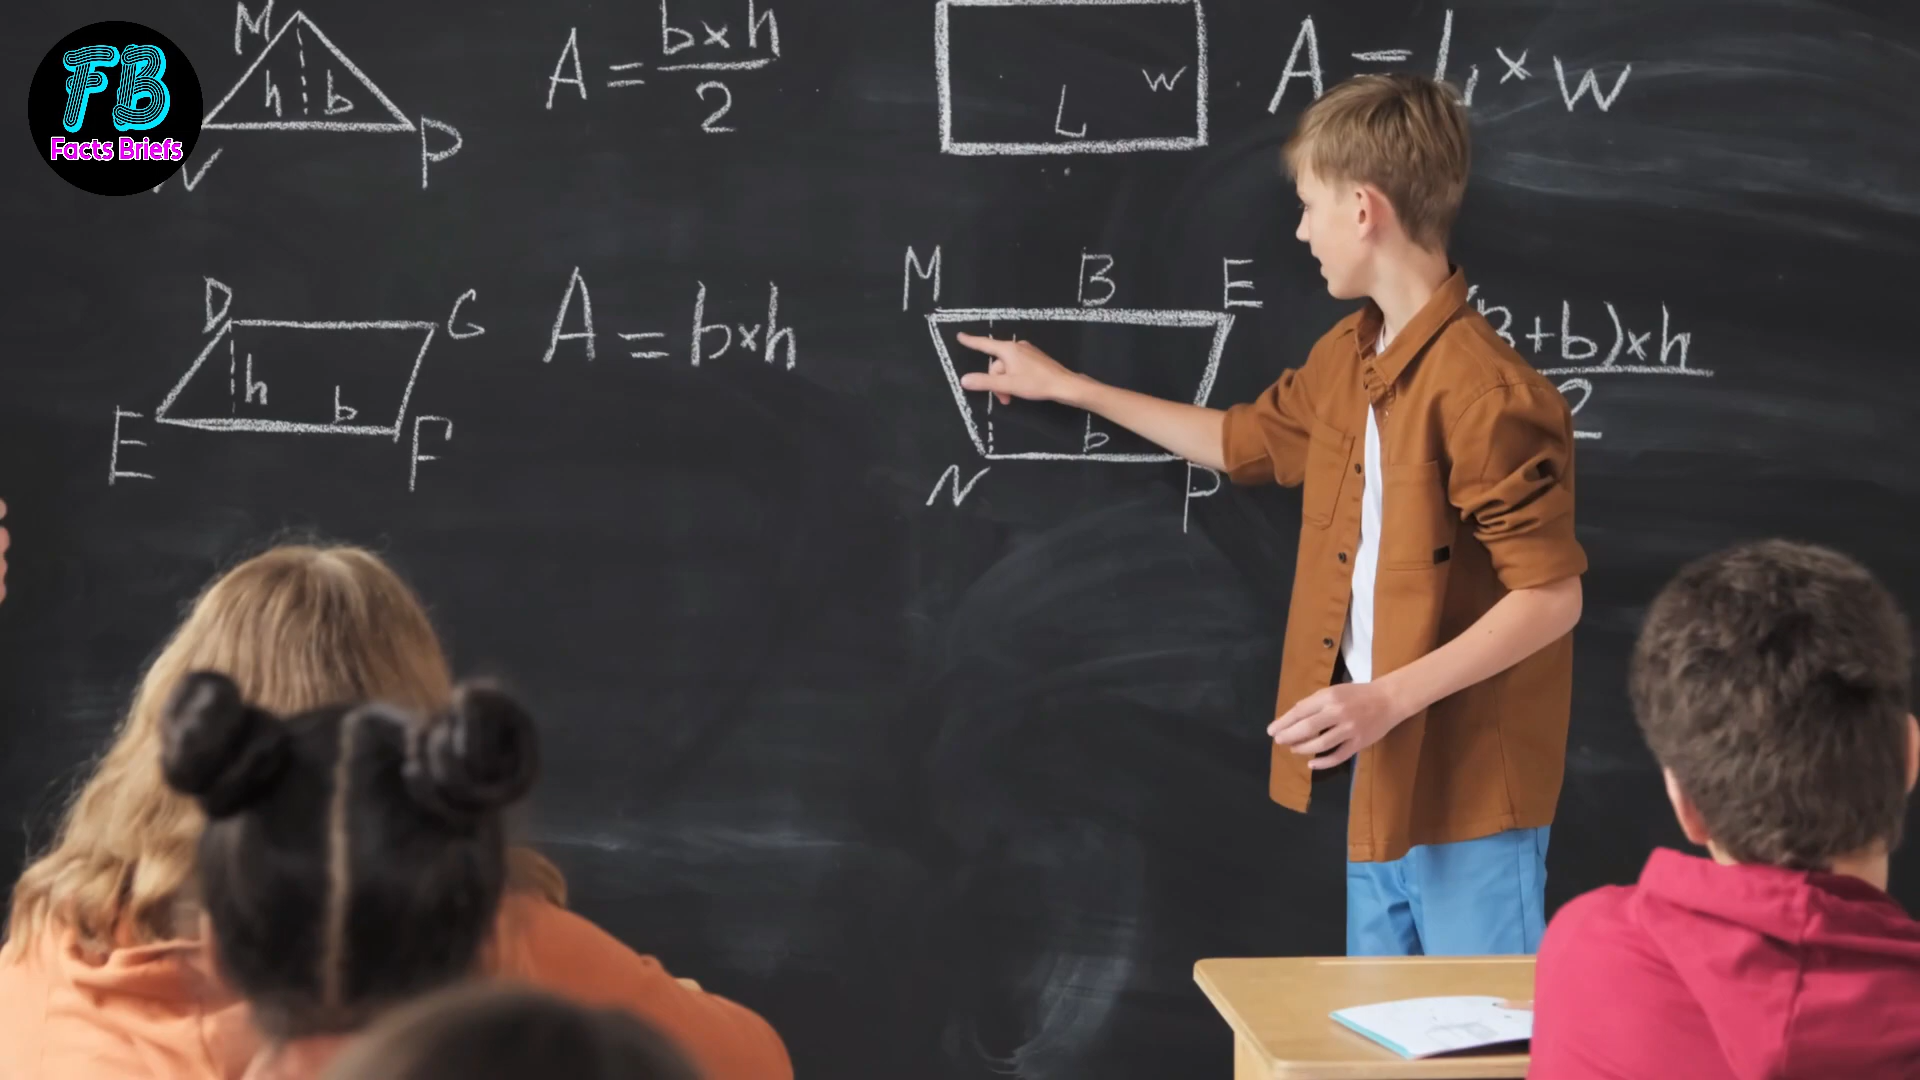 FB
Facts Briefs
M
h b
P
A = b×h
2
L
W
A = L × W
D G
h b
E F
A = b×h
M B E
b
N P
B+b)×h
2